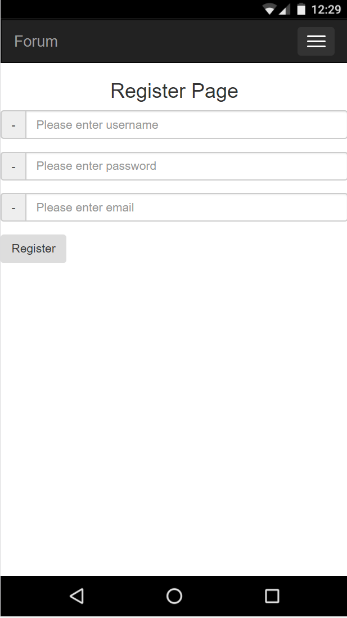 12:29
Forum
Register Page
- Please enter username
- Please enter password
- Please enter email
Register